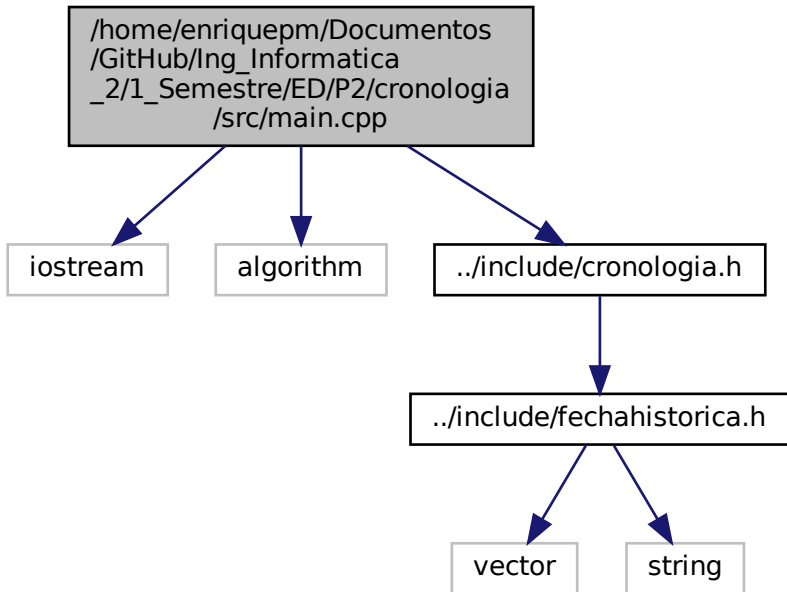 /home/enriquepm/Documentos
/GitHub/Ing_Informatica
_2/1_Semestre/ED/P2/cronologia
/src/main.cpp
iostream
algorithm
../include/cronologia.h
../include/fechahistorica.h
vector
string